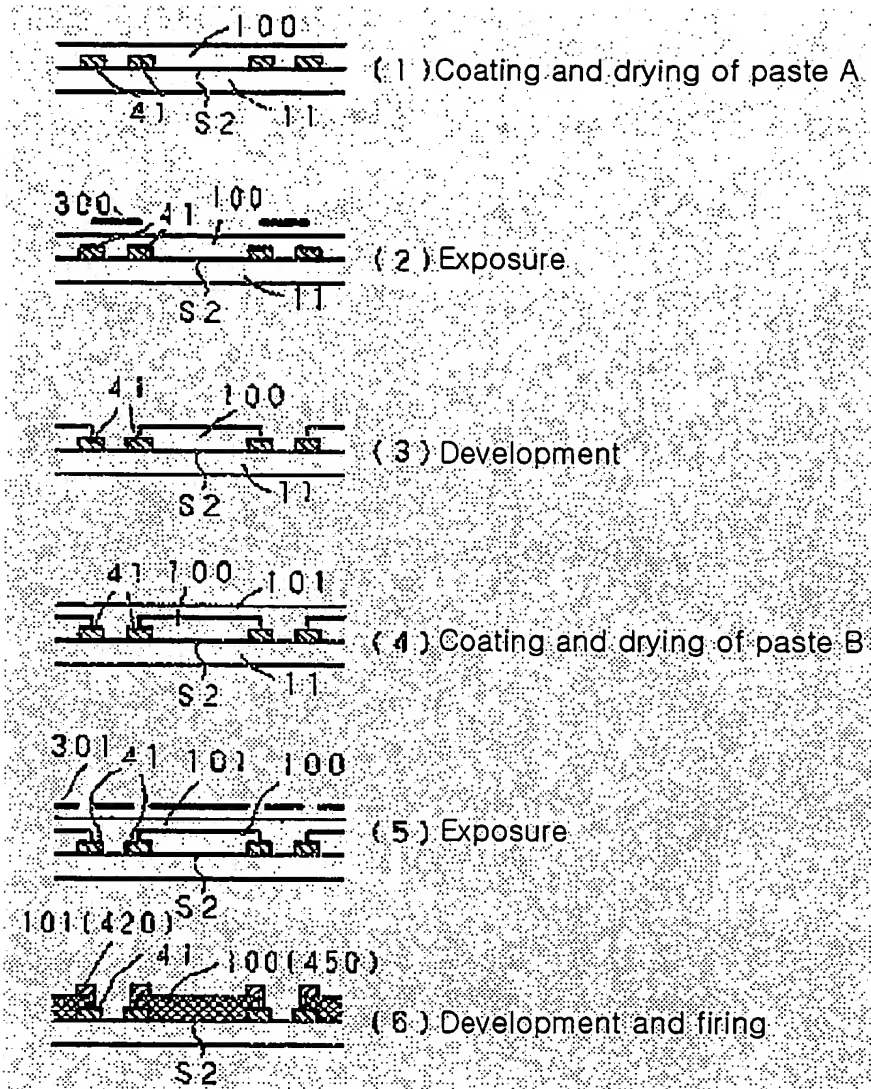 100
(1) Coating and drying of paste A
41 S2 11
300 41 100
(2) Exposure
S2 11
41 100
(3) Development
S2 11
41 100 101
(4) Coating and drying of paste B
S2 11
301 41 101 100
(5) Exposure
S2
101(420) 41 100(450)
(6) Development and firing
S2